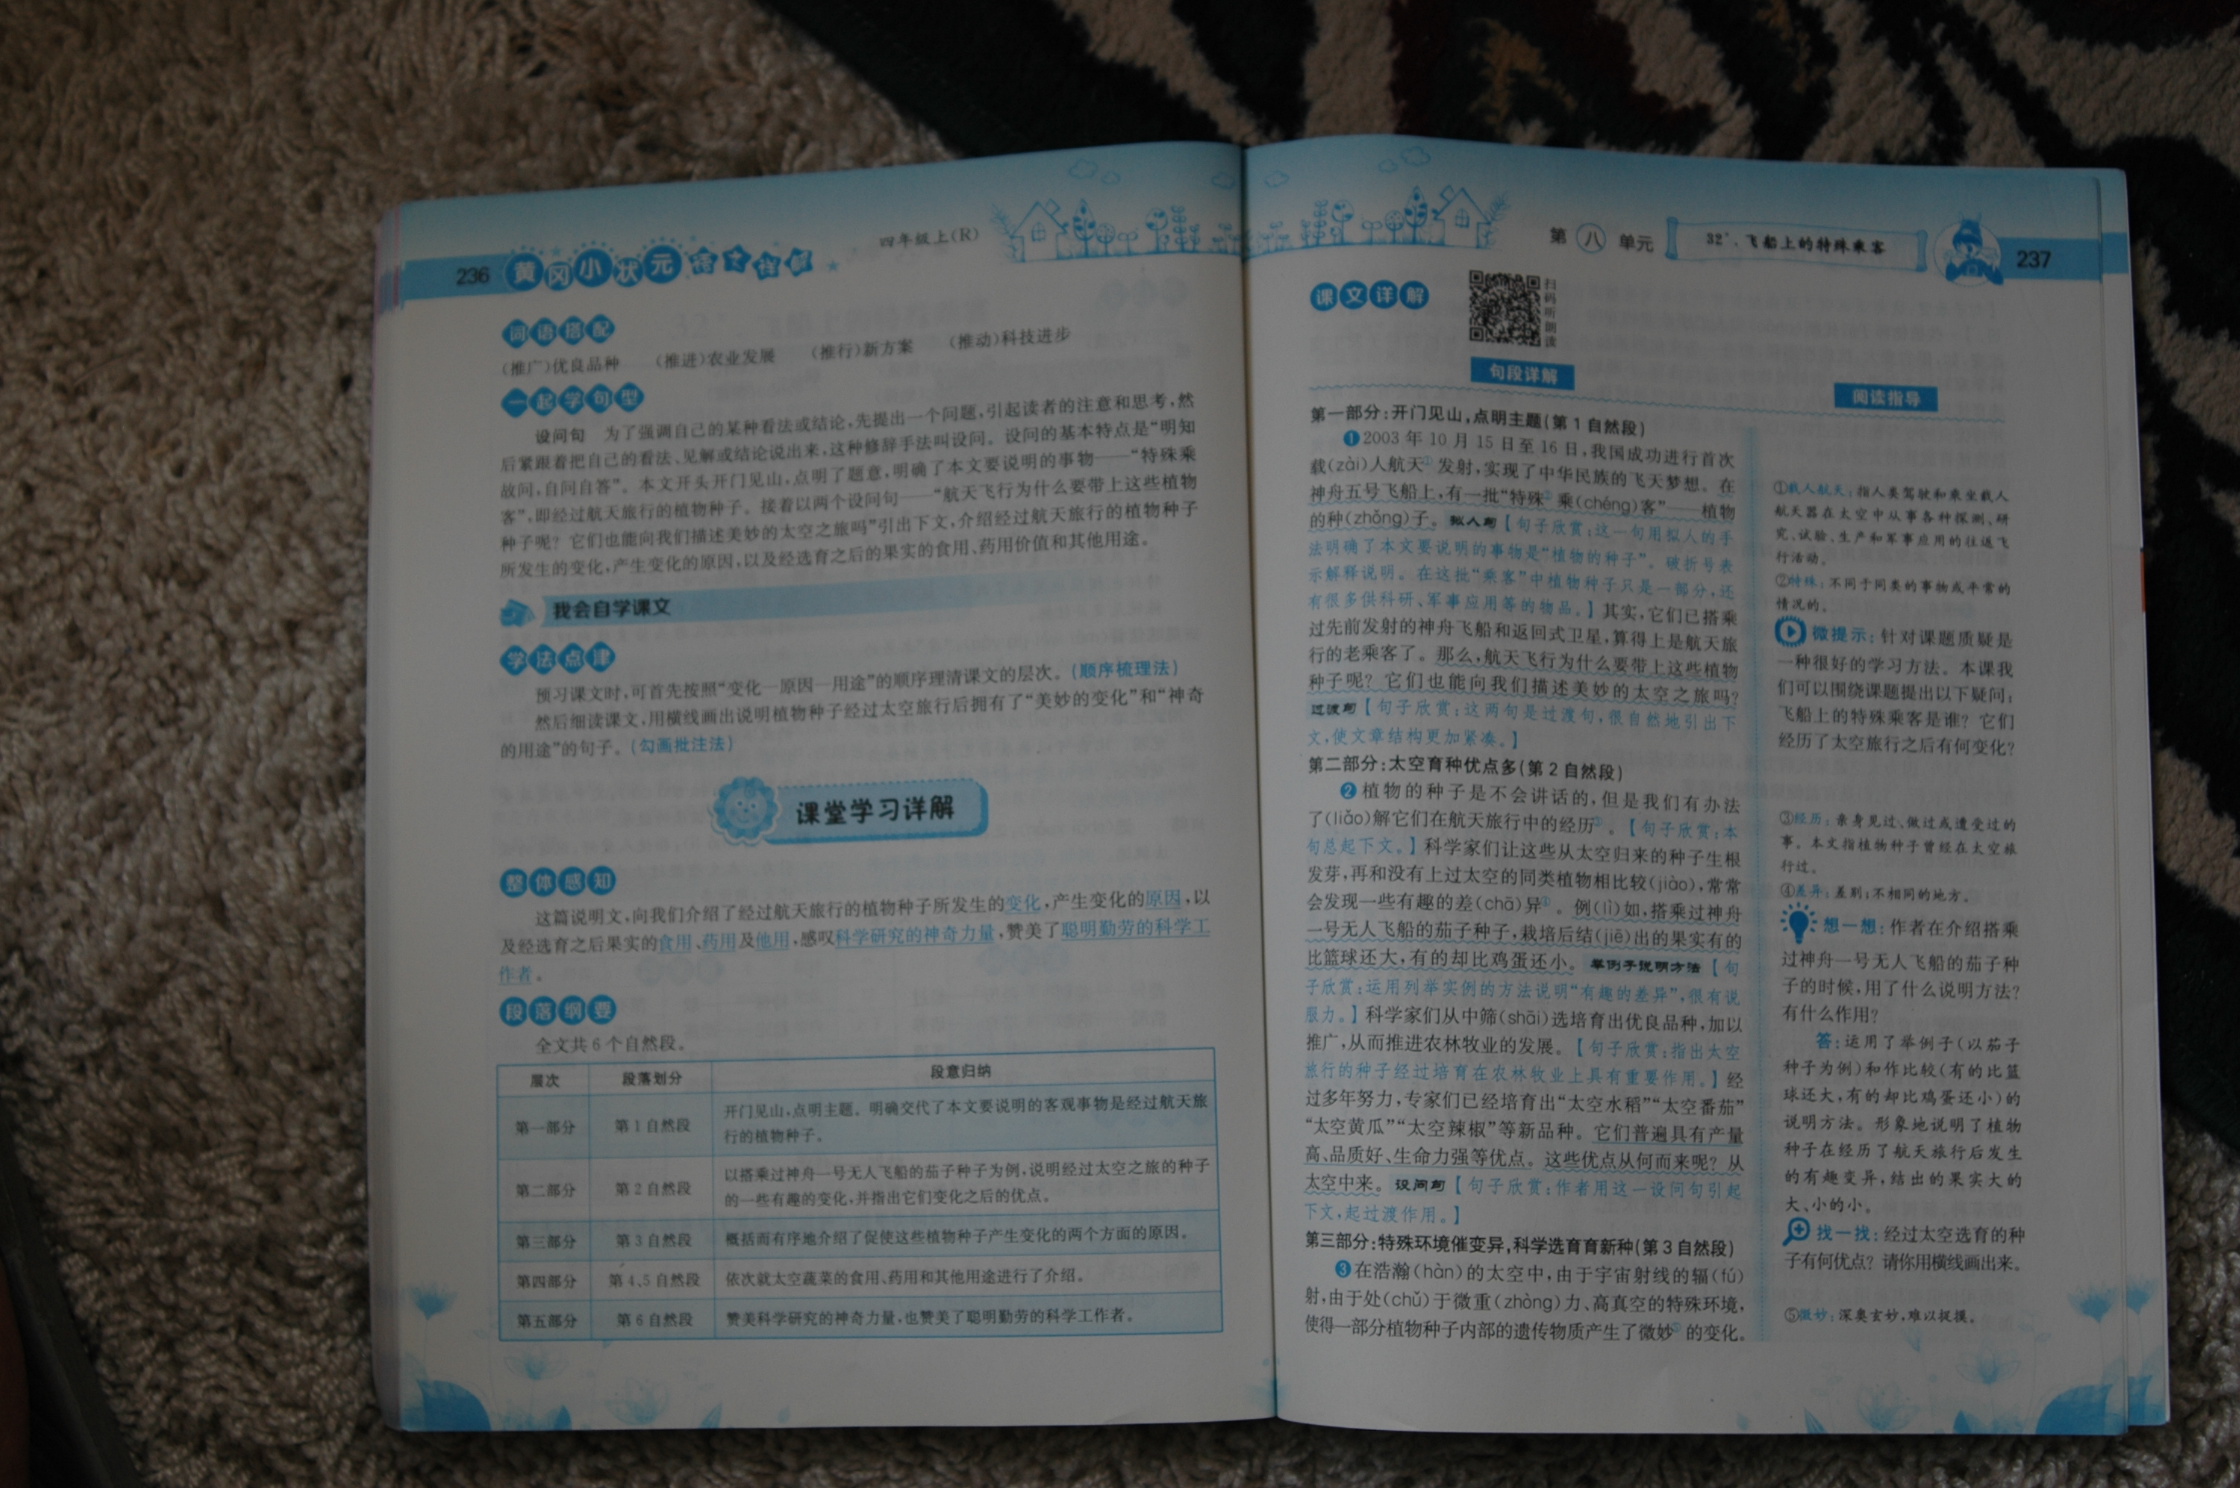 236 黄冈小状元语文详解 四年级上(R)
词语搭配
(推广)优良品种 (推进)农业发展 (推行)新方案 (推动)科技进步
一起学句型
设问句 为了强调自己的某种看法或结论,先提出一个问题,引起读者的注意和思考,然
后紧跟着把自己的看法、见解或结论说出来,这种修辞手法叫设问。设问的基本特点是“明知
故问,自问自答”。本文开头开门见山,点明了题意,明确了本文要说明的事物——“特殊乘
客”,即经过航天旅行的植物种子。接着以两个设问句——“航天飞行为什么要带上这些植物
种子呢？它们也能向我们描述美妙的太空之旅吗”引出下文,介绍经过航天旅行的植物种子
所发生的变化,产生变化的原因,以及经选育之后的果实的食用、药用价值和其他用途。
我会自学课文
学法点津
预习课文时,可首先按照“变化—原因—用途”的顺序理清课文的层次。(顺序梳理法)
然后细读课文,用横线画出说明植物种子经过太空旅行后拥有了“美妙的变化”和“神奇
的用途”的句子。(勾画批注法)
课堂学习详解
整体感知
这篇说明文,向我们介绍了经过航天旅行的植物种子所发生的变化,产生变化的原因,以
及经选育之后果实的食用、药用及他用,感叹科学研究的神奇力量,赞美了聪明勤劳的科学工
作者。
段落纲要
全文共6个自然段。
层次 段落划分 段意归纳
第一部分 第1自然段 开门见山,点明主题。明确交代了本文要说明的客观事物是经过航天旅
行的植物种子。
第二部分 第2自然段 以搭乘过神舟一号无人飞船的茄子种子为例,说明经过太空之旅的种子
的一些有趣的变化,并指出它们变化之后的优点。
第三部分 第3自然段 概括而有序地介绍了促使这些植物种子产生变化的两个方面的原因。
第四部分 第4、5自然段 依次就太空蔬菜的食用、药用和其他用途进行了介绍。
第五部分 第6自然段 赞美科学研究的神奇力量,也赞美了聪明勤劳的科学工作者。
第八单元 32*.飞船上的特殊乘客 237
课文详解
扫码听朗读
句段详解
第一部分:开门见山,点明主题(第1自然段)
❶2003年10月15日至16日,我国成功进行首次
载(zài)人航天①发射,实现了中华民族的飞天梦想。在
神舟五号飞船上,有一批“特殊②乘(chéng)客”——植物
的种(zhǒng)子。拟人句【句子欣赏:这一句用拟人的手
法明确了本文要说明的事物是“植物的种子”。破折号表
示解释说明。在这批“乘客”中植物种子只是一部分,还
有很多供科研、军事应用等的物品。】其实,它们已搭乘
过先前发射的神舟飞船和返回式卫星,算得上是航天旅
行的老乘客了。那么,航天飞行为什么要带上这些植物
种子呢？它们也能向我们描述美妙的太空之旅吗？
过渡句【句子欣赏:这两句是过渡句,很自然地引出下
文,使文章结构更加紧凑。】
第二部分:太空育种优点多(第2自然段)
❷植物的种子是不会讲话的,但是我们有办法
了(liǎo)解它们在航天旅行中的经历③。【句子欣赏:本
句总起下文。】科学家们让这些从太空归来的种子生根
发芽,再和没有上过太空的同类植物相比较(jiào),常常
会发现一些有趣的差(chā)异④。例(lì)如,搭乘过神舟
一号无人飞船的茄子种子,栽培后结(jiē)出的果实有的
比篮球还大,有的却比鸡蛋还小。举例子说明方法【句
子欣赏:运用列举实例的方法说明“有趣的差异”,很有说
服力。】科学家们从中筛(shāi)选培育出优良品种,加以
推广,从而推进农林牧业的发展。【句子欣赏:指出太空
旅行的种子经过培育在农林牧业上具有重要作用。】经
过多年努力,专家们已经培育出“太空水稻”“太空番茄”
“太空黄瓜”“太空辣椒”等新品种。它们普遍具有产量
高、品质好、生命力强等优点。这些优点从何而来呢？从
太空中来。设问句【句子欣赏:作者用这一设问句引起
下文,起过渡作用。】
第三部分:特殊环境催变异,科学选育育新种(第3自然段)
❸在浩瀚(hàn)的太空中,由于宇宙射线的辐(fú)
射,由于处(chǔ)于微重(zhòng)力、高真空的特殊环境,
使得一部分植物种子内部的遗传物质产生了微妙⑤的变化。
阅读指导
①载人航天:指人类驾驶和乘坐载人
航天器在太空中从事各种探测、研
究、试验、生产和军事应用的往返飞
行活动。
②特殊:不同于同类的事物或平常的
情况的。
微提示:针对课题质疑是
一种很好的学习方法。本课我
们可以围绕课题提出以下疑问:
飞船上的特殊乘客是谁？它们
经历了太空旅行之后有何变化？
③经历:亲身见过、做过或遭受过的
事。本文指植物种子曾经在太空旅
行过。
④差异:差别;不相同的地方。
想一想:作者在介绍搭乘
过神舟一号无人飞船的茄子种
子的时候,用了什么说明方法？
有什么作用？
答:运用了举例子(以茄子
种子为例)和作比较(有的比篮
球还大,有的却比鸡蛋还小)的
说明方法。形象地说明了植物
种子在经历了航天旅行后发生
的有趣变异,结出的果实大的
大、小的小。
找一找:经过太空选育的种
子有何优点？请你用横线画出来。
⑤微妙:深奥玄妙,难以捉摸。